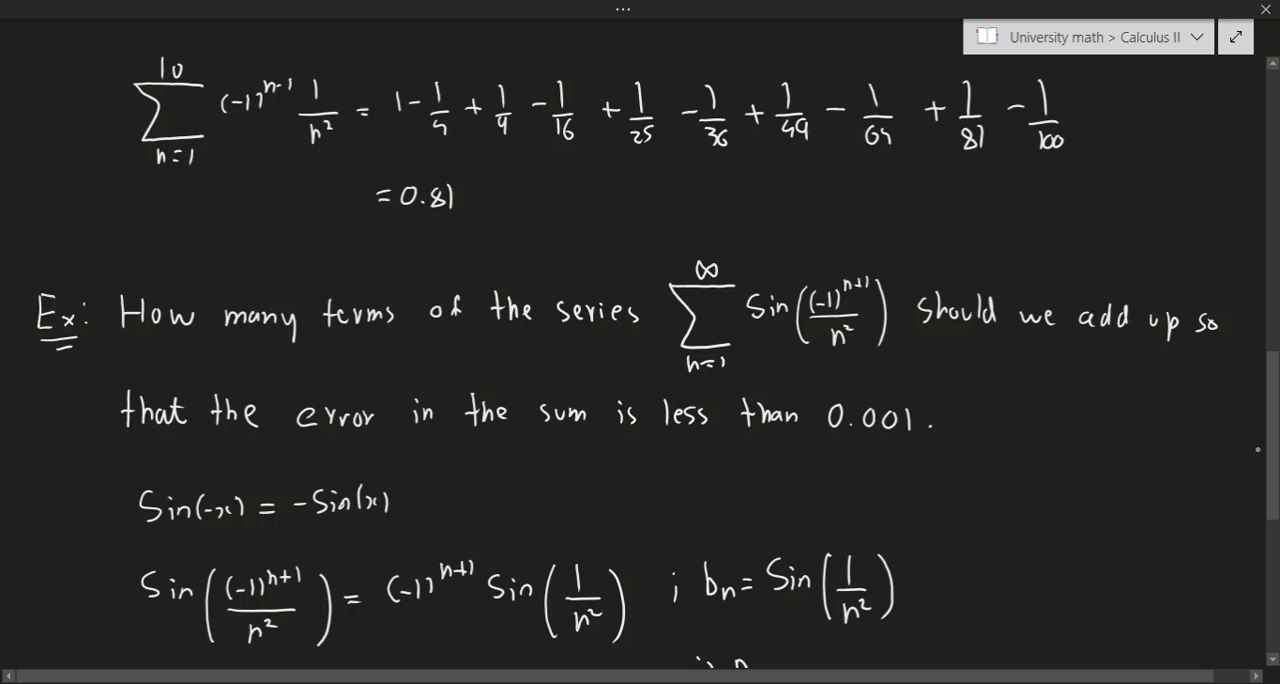 University math > Calculus II
10 ∑ n=1 (-1)^{n-1} 1/n² = 1 - 1/4 + 1/9 - 1/16 + 1/25 - 1/36 + 1/49 - 1/64 + 1/81 - 1/100
= 0.81
Ex: How many terms of the series ∞ ∑ n=1 Sin((-1)^{n+1}/n²) should we add up so
that the error in the sum is less than 0.001.
Sin(-x) = -Sin(x)
Sin((-1)^{n+1}/n²) = (-1)^{n+1} Sin(1/n²) ; bn = Sin(1/n²)